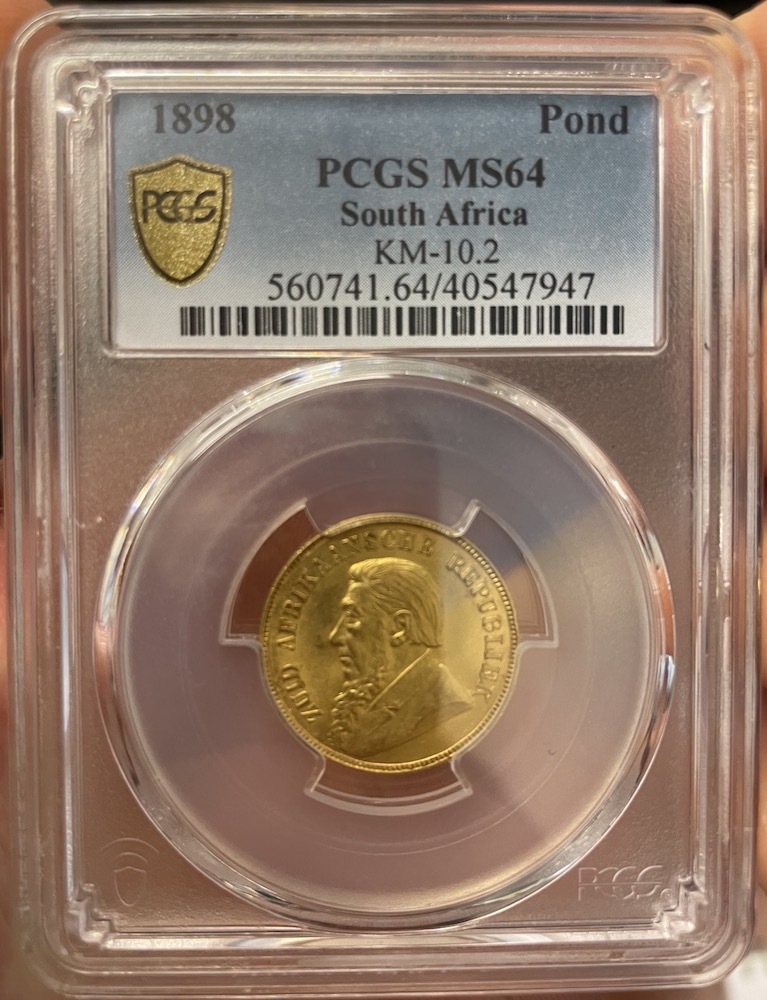 1898 Pond
PCGS MS64
PCGS
South Africa
KM-10.2
560741.64/40547947
ZUID AFRIKAANSCHE REPUBLIEK
PCGS